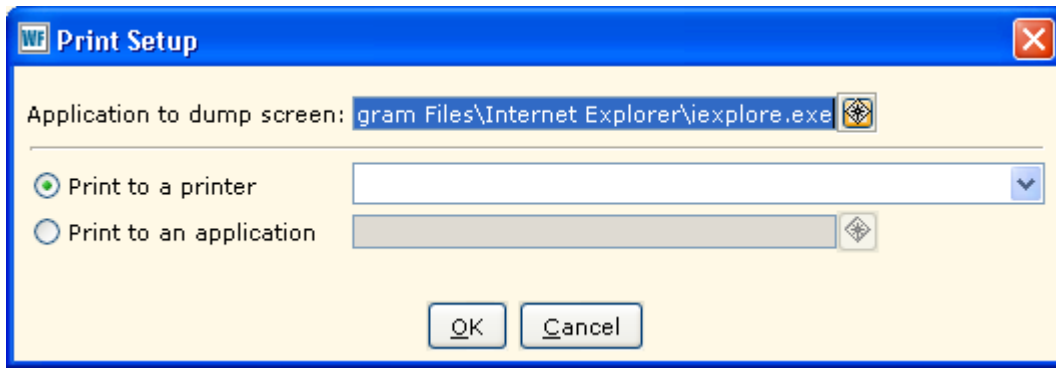 WF Print Setup
Application to dump screen: gram Files\Internet Explorer\iexplore.exe
Print to a printer
Print to an application
OK Cancel